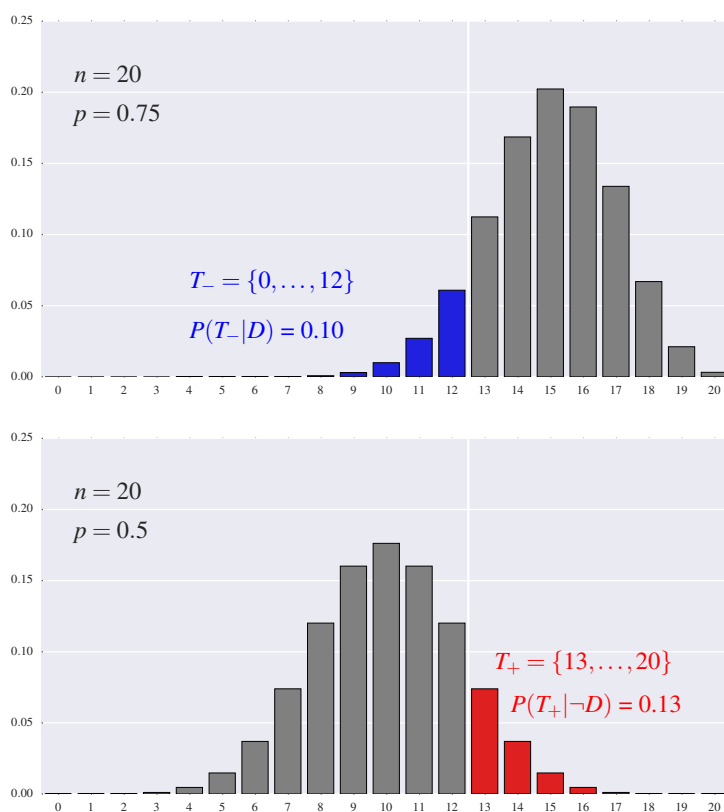 0.25
n = 20
0.20
p = 0.75
0.15
0.10
T₋ = {0,...,12}
0.05
P(T₋|D) = 0.10
0.00
0 1 2 3 4 5 6 7 8 9 10 11 12 13 14 15 16 17 18 19 20
0.25
n = 20
0.20
p = 0.5
0.15
0.10
T₊ = {13,...,20}
0.05
P(T₊|¬D) = 0.13
0.00
0 1 2 3 4 5 6 7 8 9 10 11 12 13 14 15 16 17 18 19 20